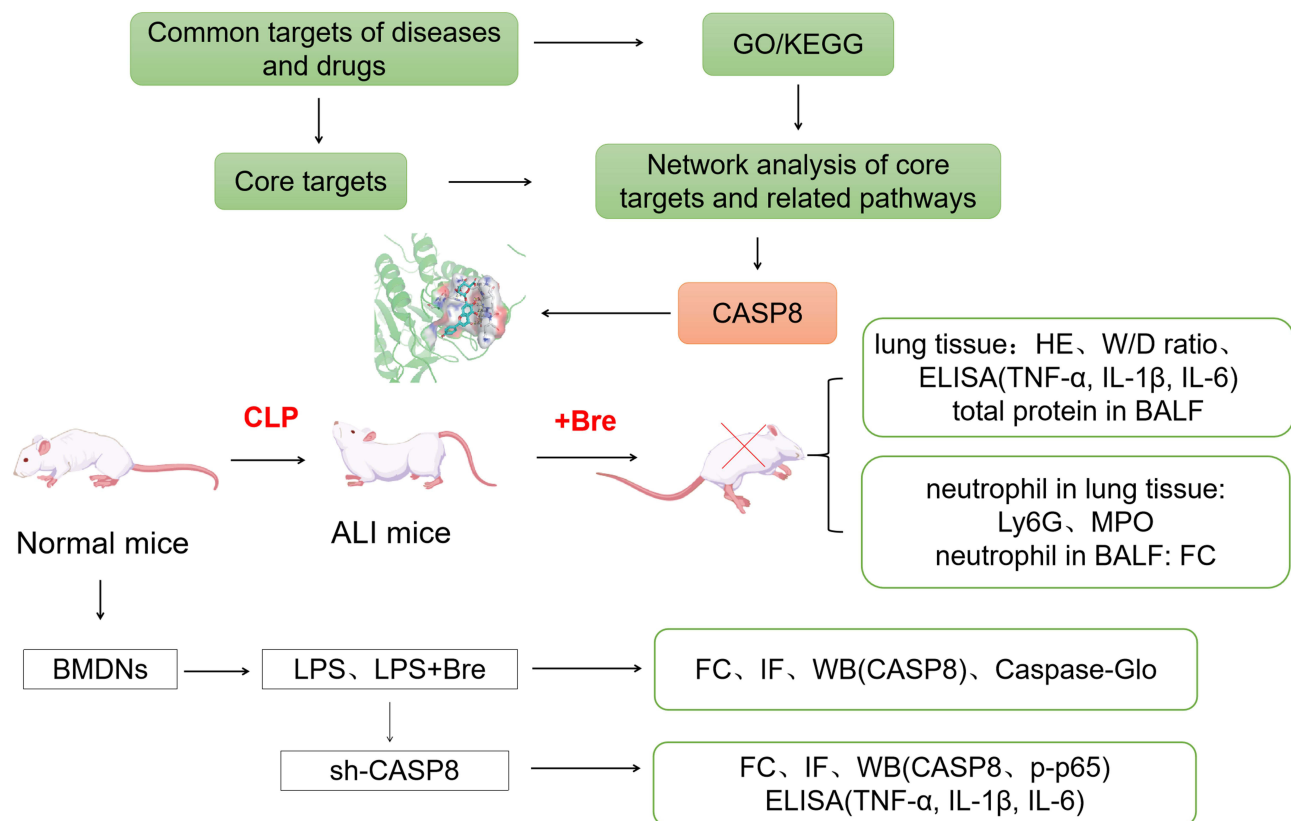 Common targets of diseases
and drugs
GO/KEGG
Core targets
Network analysis of core
targets and related pathways
CASP8
lung tissue：HE、W/D ratio、
ELISA(TNF-α, IL-1β, IL-6)
total protein in BALF
CLP
+Bre
Normal mice
ALI mice
neutrophil in lung tissue:
Ly6G、MPO
neutrophil in BALF: FC
BMDNs
LPS、LPS+Bre
FC、IF、WB(CASP8)、Caspase-Glo
sh-CASP8
FC、IF、WB(CASP8、p-p65)
ELISA(TNF-α, IL-1β, IL-6)